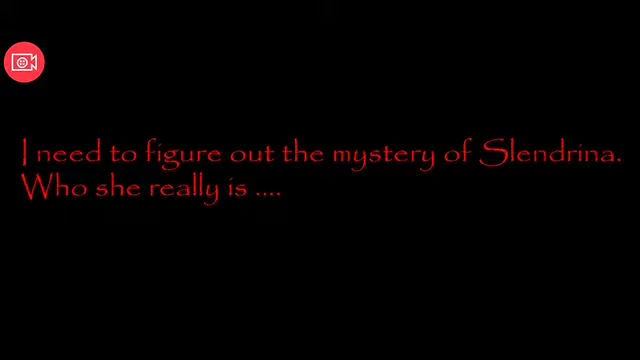 I need to figure out the mystery of Slendrina.
Who she really is ....